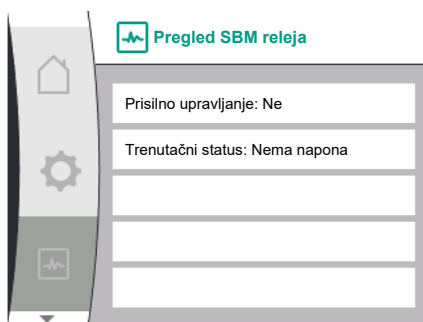 Pregled SBM releja
Prisilno upravljanje: Ne
Trenutačni status: Nema napona